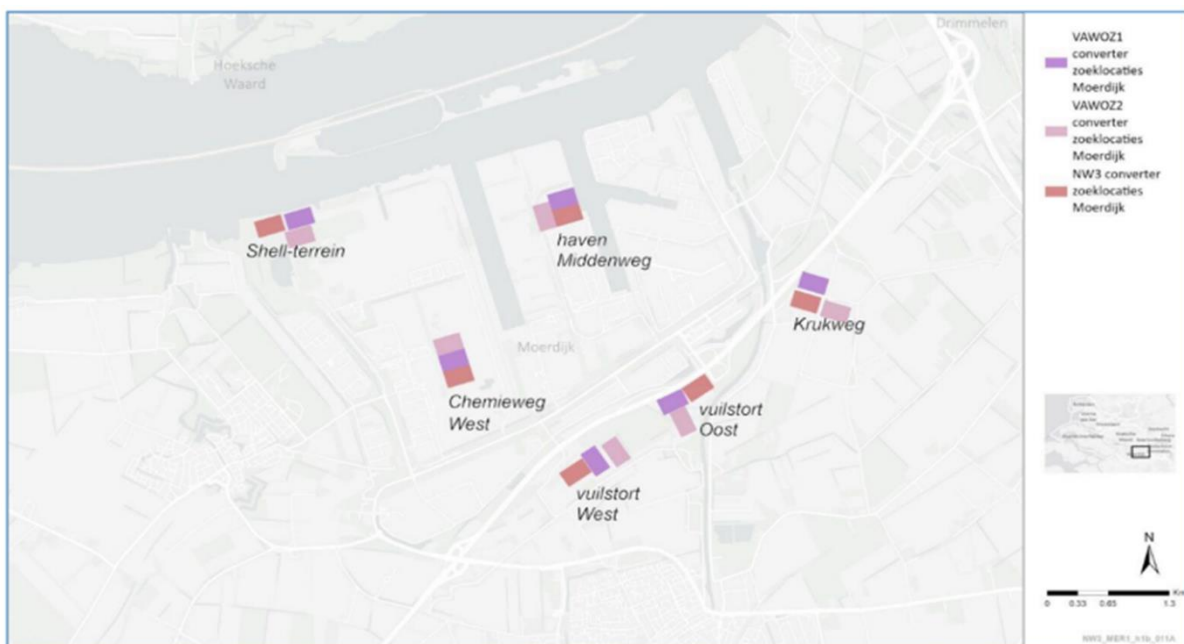 Drimmelen
Hoeksche
Waard
Shell-terrein
haven
Middenweg
Krukweg
Moerdijk
Chemieweg
West
vuilstort
Oost
vuilstort
West
VAWOZ1
converter
zoeklocaties
Moerdijk
VAWOZ2
converter
zoeklocaties
Moerdijk
NW3 converter
zoeklocaties
Moerdijk
N
0 0.33 0.65 1.3